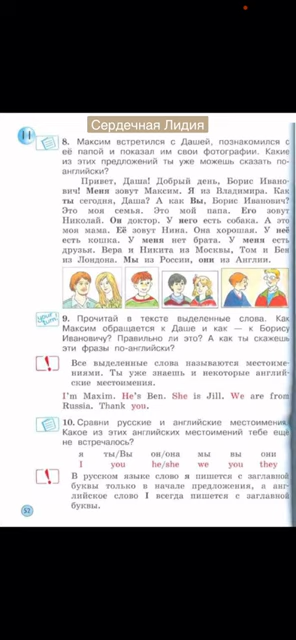 Сердечная Лидия
8. Максим встретился с Дашей, познакомился с
её папой и показал им свои фотографии. Какие
из этих предложений ты уже можешь сказать по-
английски?
Привет, Даша! Добрый день, Борис Ивано-
вич! Меня зовут Максим. Я из Владимира. Как
ты сегодня, Даша? А как Вы, Борис Иванович?
Это моя семья. Это мой папа. Его зовут
Николай. Он доктор. У него есть собака. А это
моя мама. Её зовут Нина. Она хорошая. У неё
есть кошка. У меня нет брата. У меня есть
друзья. Вера и Никита из Москвы, Том и Бен
из Лондона. Мы из России, они из Англии.
your turn
9. Прочитай в тексте выделенные слова. Как
Максим обращается к Даше и как — к Борису
Ивановичу? Правильно ли это? А как ты скажешь
эти фразы по-английски?
Все выделенные слова называются местоиме-
ниями. Ты уже знаешь и некоторые англий-
ские местоимения.
I'm Maxim. He's Ben. She is Jill. We are from
Russia. Thank you.
10. Сравни русские и английские местоимения.
Какое из этих английских местоимений тебе ещё
не встречалось?
я ты/Вы он/она мы вы они
I you he/she we you they
В русском языке слово я пишется с заглавной
буквы только в начале предложения, а анг-
лийское слово I всегда пишется с заглавной
буквы.
52